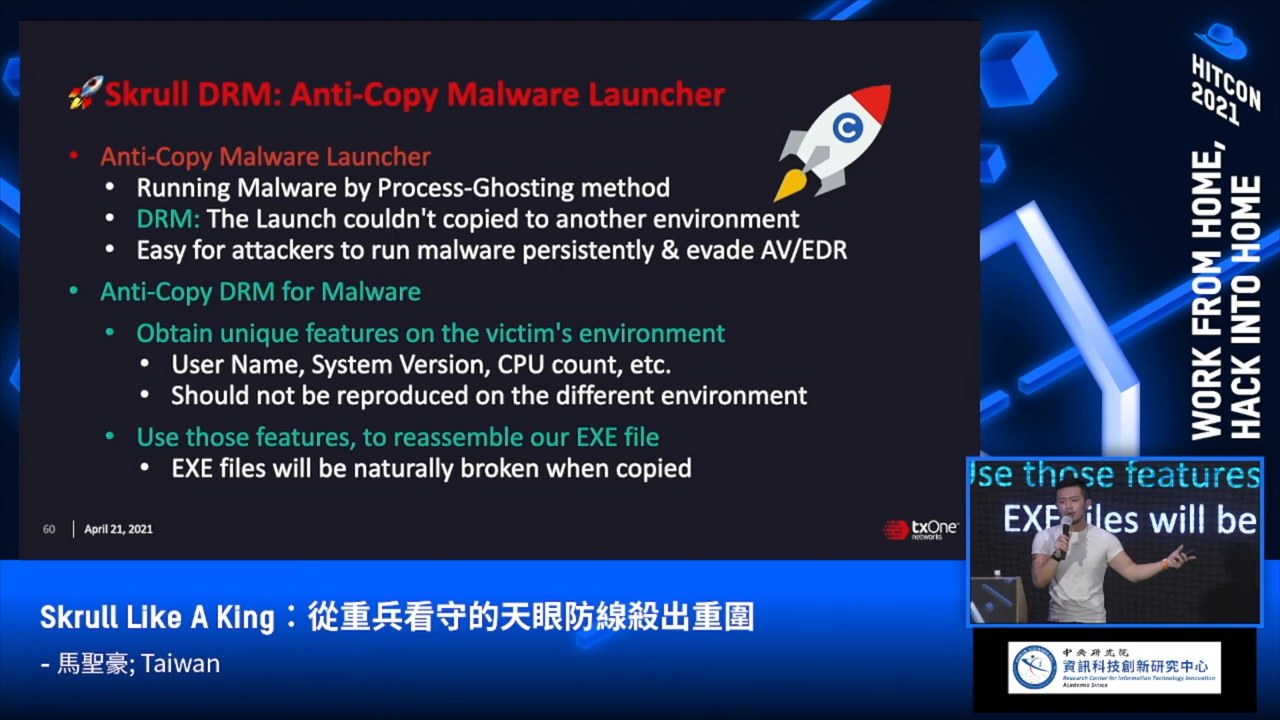 Skrull DRM: Anti-Copy Malware Launcher
• Anti-Copy Malware Launcher
• Running Malware by Process-Ghosting method
• DRM: The Launch couldn't copied to another environment
• Easy for attackers to run malware persistently & evade AV/EDR
• Anti-Copy DRM for Malware
• Obtain unique features on the victim's environment
• User Name, System Version, CPU count, etc.
• Should not be reproduced on the different environment
• Use those features, to reassemble our EXE file
• EXE files will be naturally broken when copied
60 | April 21, 2021
txOne
networks
C
HITCON
2021
WORK FROM HOME,
HACK INTO HOME
Use those features
EXE files will be
Skrull Like A King：從重兵看守的天眼防線殺出重圍
- 馬聖豪; Taiwan
中央研究院
資訊科技創新研究中心
Research Center for Information Technology Innovation
Academia Sinica